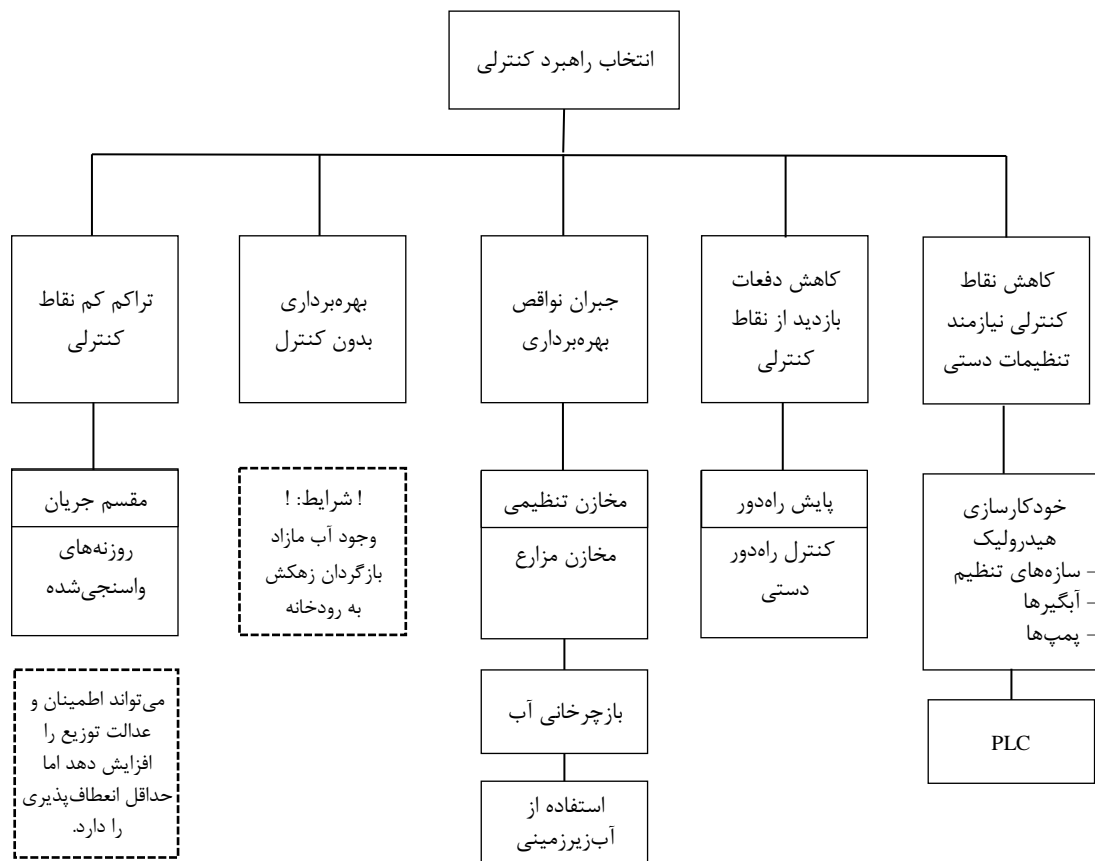 انتخاب راهبرد کنترلی
کاهش نقاط
کنترلی نیازمند
تنظیمات دستی
کاهش دفعات
بازدید از نقاط
کنترلی
جبران نواقص
بهره‌برداری
بهره‌برداری
بدون کنترل
تراکم کم نقاط
کنترلی
خودکارسازی
هیدرولیک
- سازه‌های تنظیم
- آبگیرها
- پمپ‌ها
PLC
پایش راه‌دور
کنترل راه‌دور
دستی
مخازن تنظیمی
مخازن مزارع
بازچرخانی آب
استفاده از
آب‌زیرزمینی
! شرایط: !
وجود آب مازاد
بازگردان زهکش
به رودخانه
مقسم جریان
روزنه‌های
واسنجی‌شده
می‌تواند اطمینان و
عدالت توزیع را
افزایش دهد اما
حداقل انعطاف‌پذیری
را دارد.